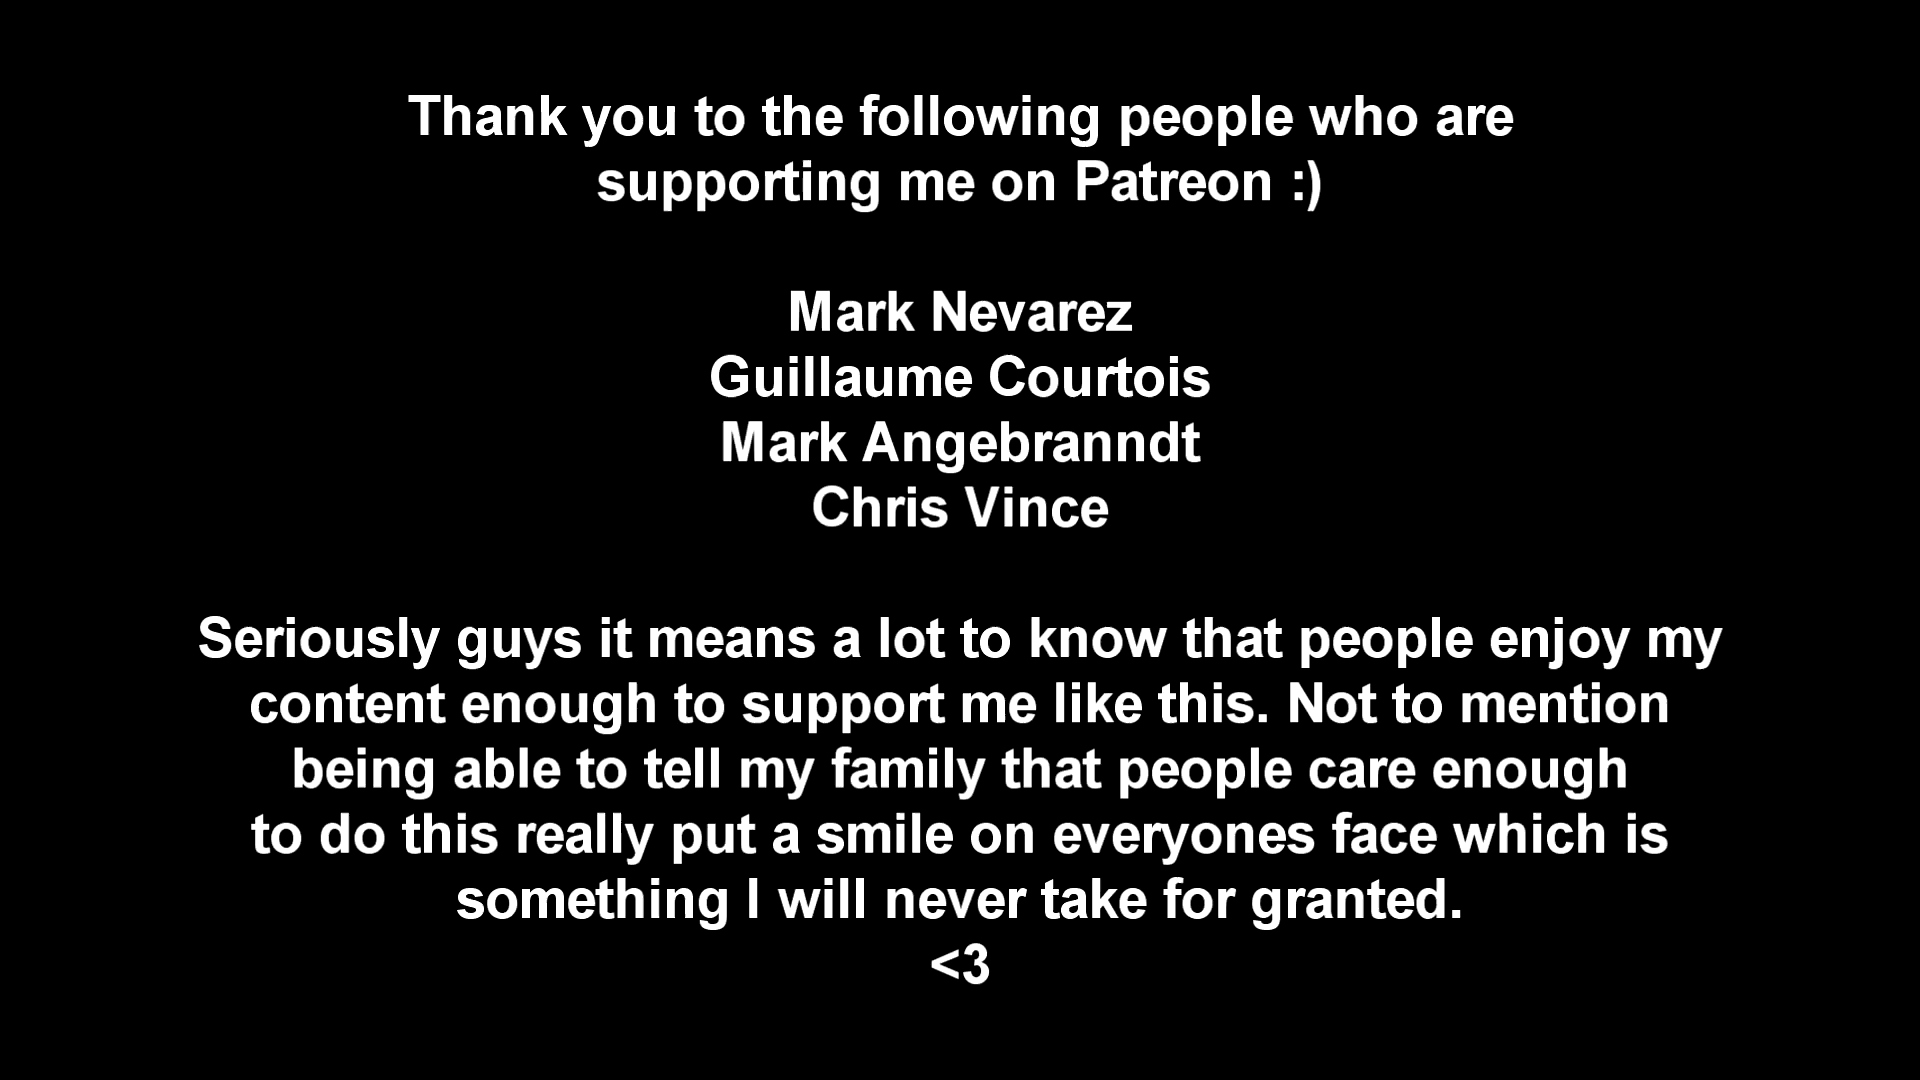 Thank you to the following people who are
supporting me on Patreon :)
Mark Nevarez
Guillaume Courtois
Mark Angebranndt
Chris Vince
Seriously guys it means a lot to know that people enjoy my
content enough to support me like this. Not to mention
being able to tell my family that people care enough
to do this really put a smile on everyones face which is
something I will never take for granted.
<3